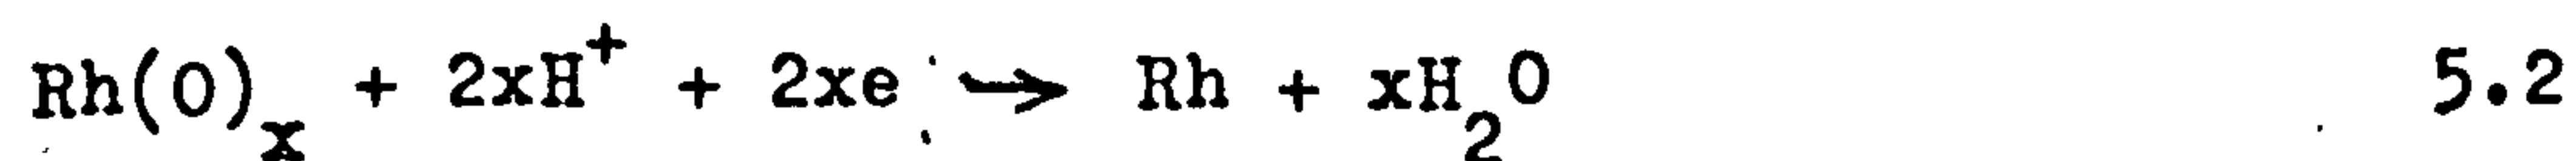 Rh(O)ₓ + 2xH⁺ + 2xe → Rh + xH₂O 5.2